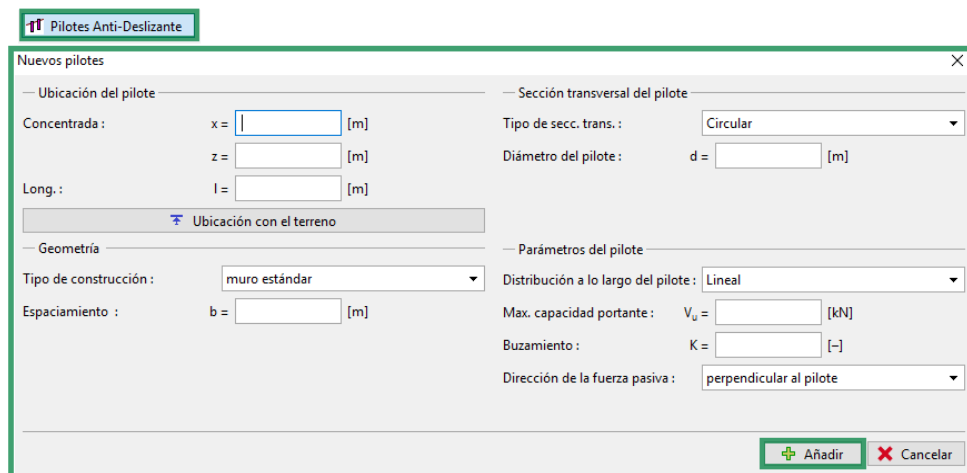 Pilotes Anti-Deslizante
Nuevos pilotes
Ubicación del pilote
Concentrada : x = [m]
z = [m]
Long. : l = [m]
Ubicación con el terreno
Sección transversal del pilote
Tipo de secc. trans. : Circular
Diámetro del pilote : d = [m]
Geometría
Tipo de construcción : muro estándar
Espaciamiento : b = [m]
Parámetros del pilote
Distribución a lo largo del pilote : Lineal
Max. capacidad portante : Vu = [kN]
Buzamiento : K = [–]
Dirección de la fuerza pasiva : perpendicular al pilote
Añadir Cancelar